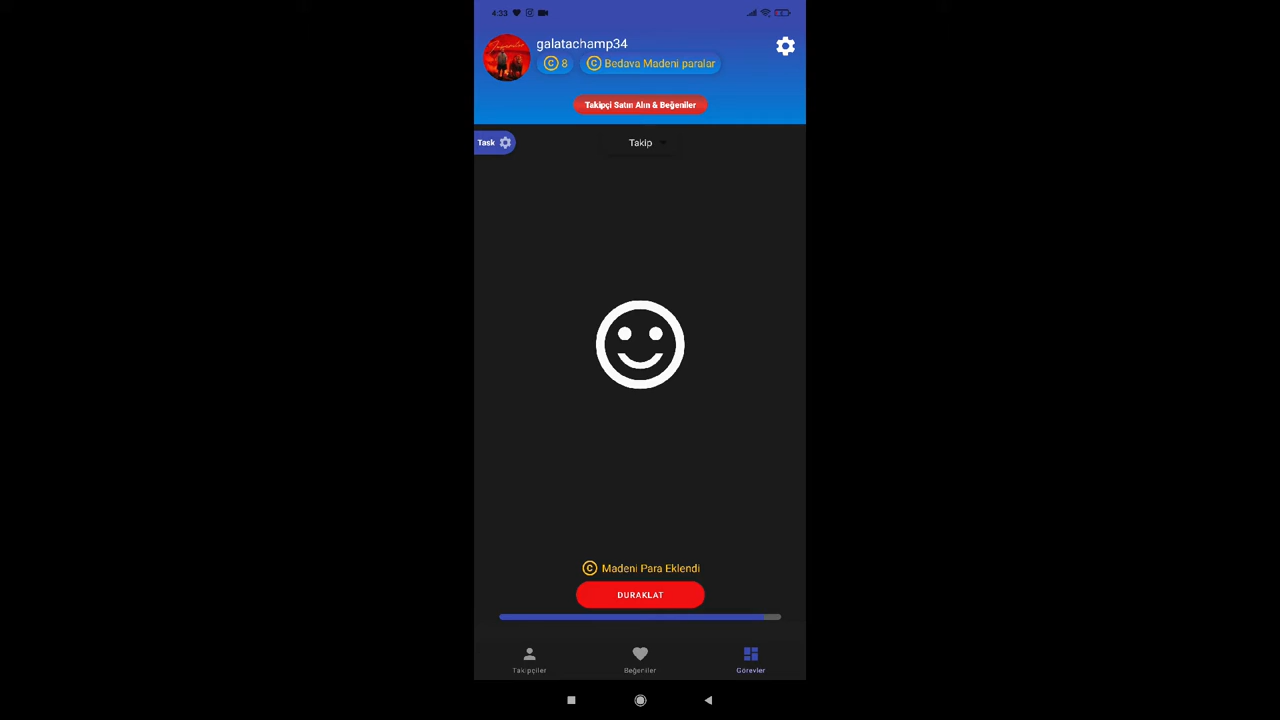 4:33
galatachamp34
8
Bedava Madeni paralar
Takipçi Satın Alın & Beğeniler
Task
Takip
Madeni Para Eklendi
DURAKLAT
Takipçiler
Beğeniler
Görevler